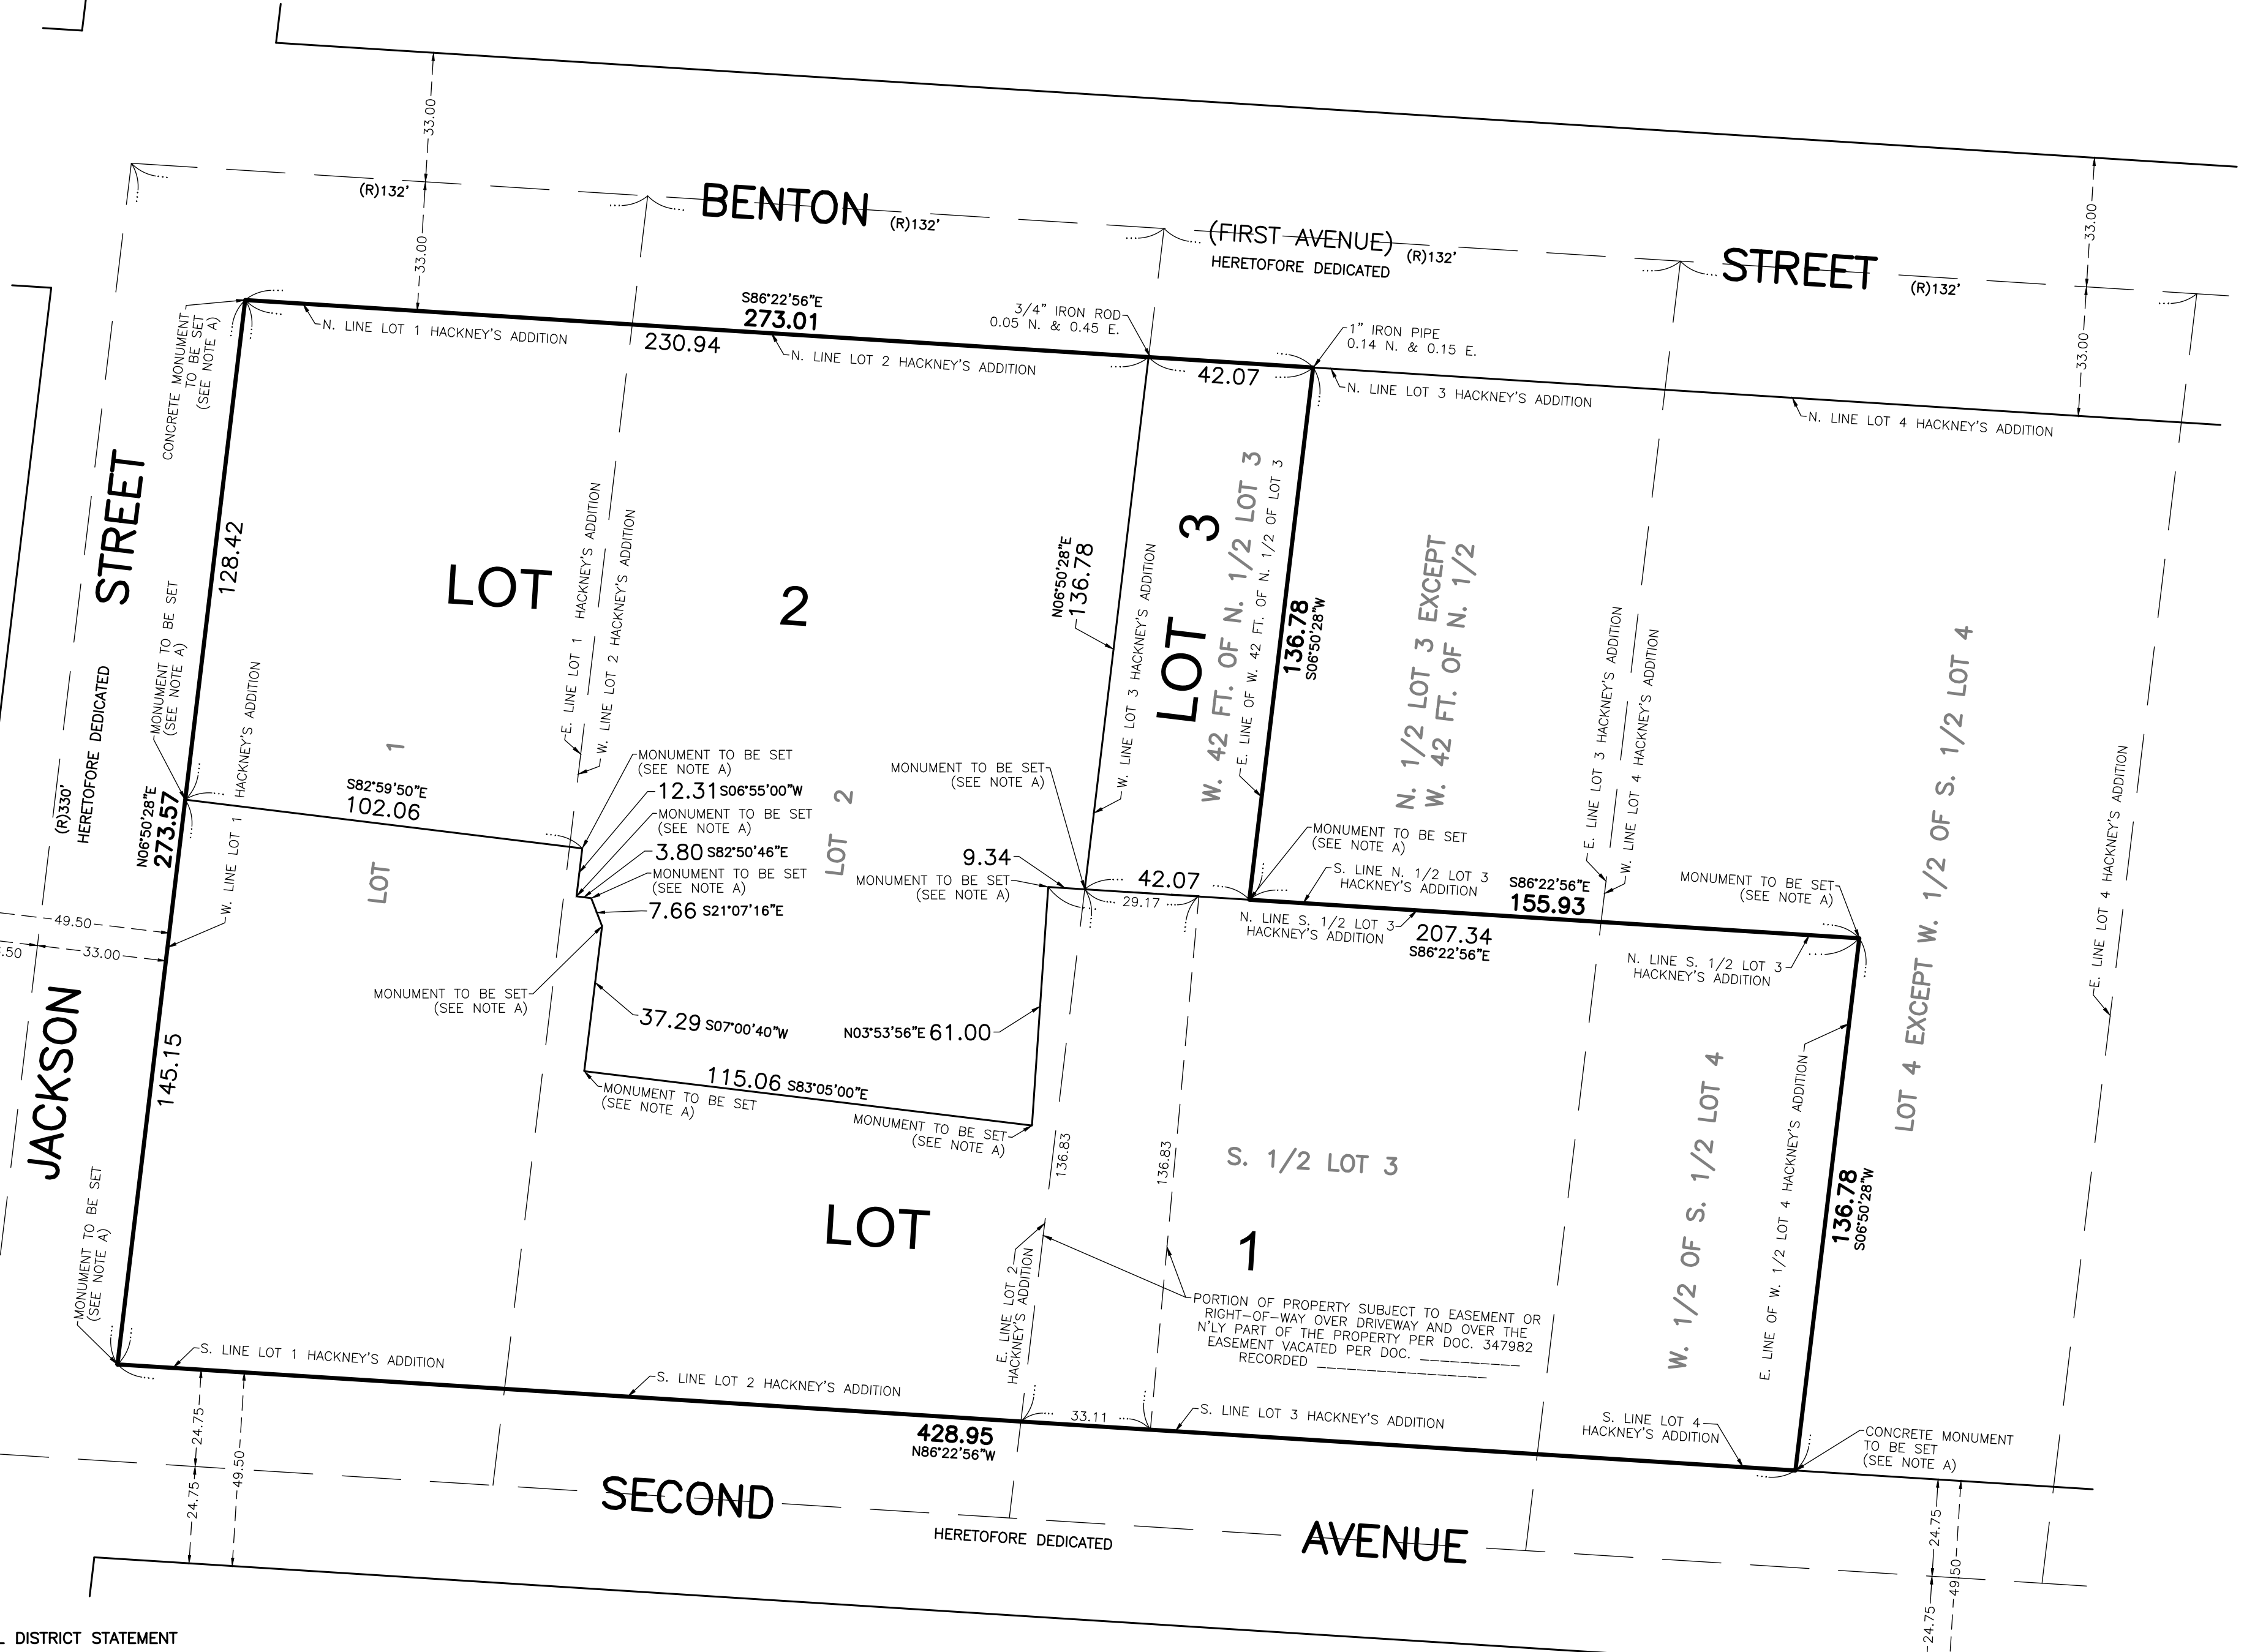 33.00
33.00
(R)132'
BENTON
(R)132'
(FIRST AVENUE)
HERETOFORE DEDICATED
(R)132'
STREET
(R)132'
33.00
33.00
CONCRETE MONUMENT
TO BE SET
(SEE NOTE A)
N. LINE LOT 1 HACKNEY'S ADDITION
S86°22'56"E
273.01
230.94
N. LINE LOT 2 HACKNEY'S ADDITION
3/4" IRON ROD
0.05 N. & 0.45 E.
1" IRON PIPE
0.14 N. & 0.15 E.
42.07
N. LINE LOT 3 HACKNEY'S ADDITION
N. LINE LOT 4 HACKNEY'S ADDITION
STREET
128.42
MONUMENT TO BE SET
(SEE NOTE A)
HERETOFORE DEDICATED
(R)330'
N06°50'28"E
273.57
W. LINE LOT 1 HACKNEY'S ADDITION
LOT 2
E. LINE LOT 1 HACKNEY'S ADDITION
W. LINE LOT 2 HACKNEY'S ADDITION
N06°50'28"E
136.78
W. LINE LOT 3 HACKNEY'S ADDITION
LOT 3
W. 42 FT. OF N. 1/2 LOT 3
E. LINE OF W. 42 FT. OF N. 1/2 OF LOT 3
136.78
S06°50'28"W
N. 1/2 LOT 3 EXCEPT
W. 42 FT. OF N. 1/2
E. LINE LOT 3 HACKNEY'S ADDITION
W. LINE LOT 4 HACKNEY'S ADDITION
LOT 4 EXCEPT W. 1/2 OF S. 1/2 LOT 4
E. LINE LOT 4 HACKNEY'S ADDITION
LOT 1
S82°59'50"E
102.06
MONUMENT TO BE SET
(SEE NOTE A)
12.31 S06°55'00"W
MONUMENT TO BE SET
(SEE NOTE A)
3.80 S82°50'46"E
MONUMENT TO BE SET
(SEE NOTE A)
7.66 S21°07'16"E
LOT 2
MONUMENT TO BE SET
(SEE NOTE A)
9.34
MONUMENT TO BE SET
(SEE NOTE A)
42.07
29.17
MONUMENT TO BE SET
(SEE NOTE A)
S. LINE N. 1/2 LOT 3
HACKNEY'S ADDITION
S86°22'56"E
155.93
MONUMENT TO BE SET
(SEE NOTE A)
N. LINE S. 1/2 LOT 3
HACKNEY'S ADDITION
207.34
S86°22'56"E
N. LINE S. 1/2 LOT 3
HACKNEY'S ADDITION
49.50
.50
33.00
JACKSON
145.15
MONUMENT TO BE SET
(SEE NOTE A)
MONUMENT TO BE SET
(SEE NOTE A)
37.29 S07°00'40"W
N03°53'56"E 61.00
115.06 S83°05'00"E
MONUMENT TO BE SET
(SEE NOTE A)
MONUMENT TO BE SET
(SEE NOTE A)
136.83
136.83
S. 1/2 LOT 3
W. 1/2 OF S. 1/2 LOT 4
E. LINE OF W. 1/2 LOT 4 HACKNEY'S ADDITION
136.78
S06°50'28"W
LOT 1
E. LINE LOT 2
HACKNEY'S ADDITION
PORTION OF PROPERTY SUBJECT TO EASEMENT OR
RIGHT-OF-WAY OVER DRIVEWAY AND OVER THE
N'LY PART OF THE PROPERTY PER DOC. 347982
EASEMENT VACATED PER DOC. __________
RECORDED _________________
S. LINE LOT 1 HACKNEY'S ADDITION
S. LINE LOT 2 HACKNEY'S ADDITION
33.11
S. LINE LOT 3 HACKNEY'S ADDITION
S. LINE LOT 4
HACKNEY'S ADDITION
CONCRETE MONUMENT
TO BE SET
(SEE NOTE A)
428.95
N86°22'56"W
24.75
24.75
49.50
SECOND
HERETOFORE DEDICATED
AVENUE
24.75
24.75
49.50
DISTRICT STATEMENT